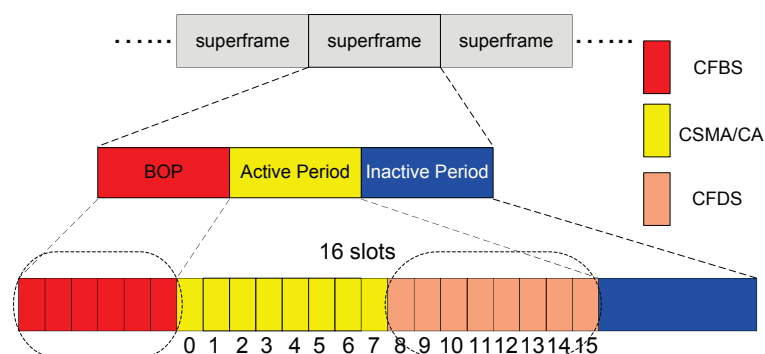 superframe superframe superframe
CFBS
CSMA/CA
CFDS
BOP Active Period Inactive Period
16 slots
0 1 2 3 4 5 6 7 8 9 10 11 12 13 14 15